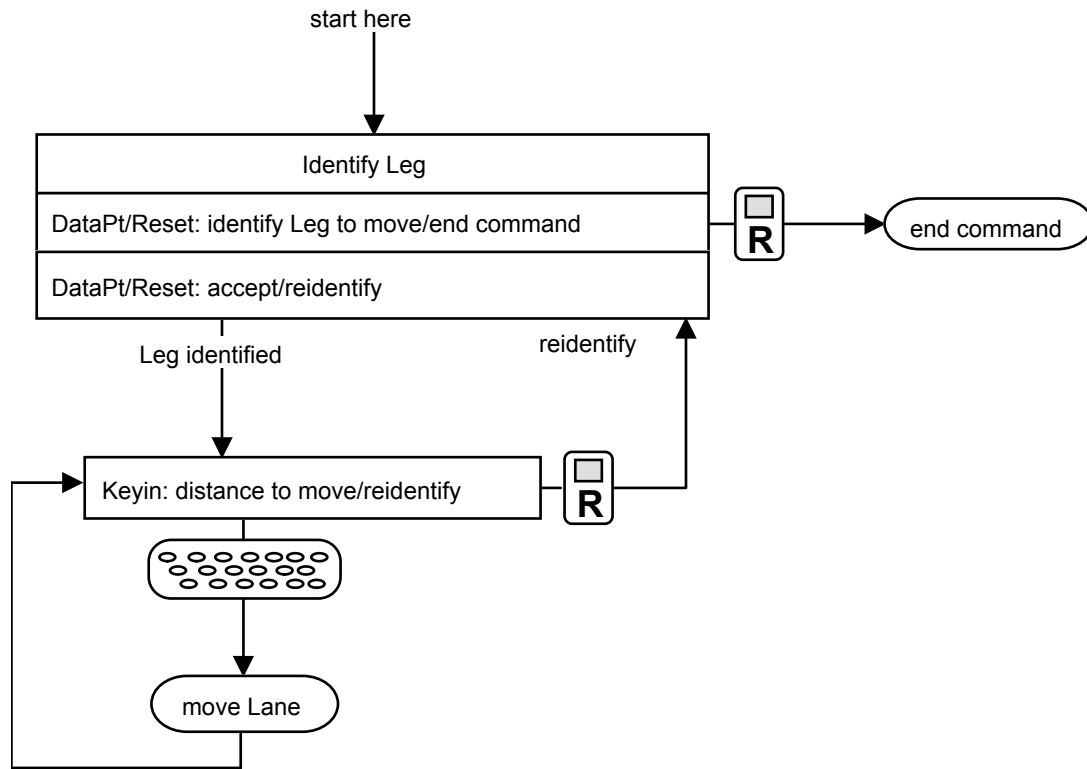 start here
Identify Leg
DataPt/Reset: identify Leg to move/end command
R
end command
DataPt/Reset: accept/reidentify
Leg identified
reidentify
Keyin: distance to move/reidentify
R
move Lane